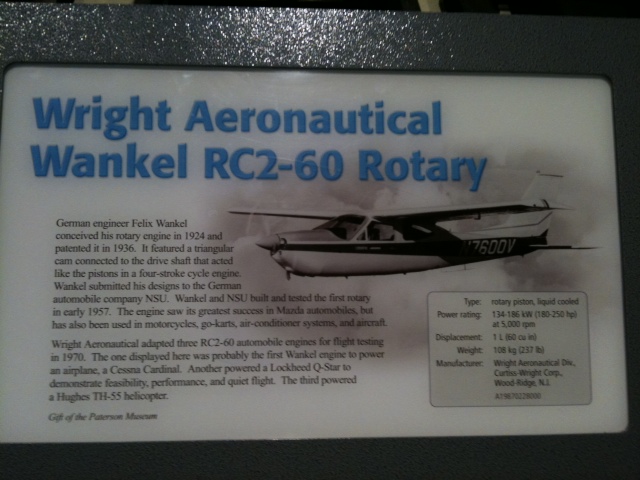 Wright Aeronautical
Wankel RC2-60 Rotary
German engineer Felix Wankel
conceived his rotary engine in 1924 and
patented it in 1936. It featured a triangular
cam connected to the drive shaft that acted
like the pistons in a four-stroke cycle engine.
Wankel submitted his designs to the German
automobile company NSU. Wankel and NSU built and tested the first rotary
in early 1957. The engine saw its greatest success in Mazda automobiles, but
has also been used in motorcycles, go-karts, air-conditioner systems, and aircraft.
Wright Aeronautical adapted three RC2-60 automobile engines for flight testing
in 1970. The one displayed here was probably the first Wankel engine to power
an airplane, a Cessna Cardinal. Another powered a Lockheed Q-Star to
demonstrate feasibility, performance, and quiet flight. The third powered
a Hughes TH-55 helicopter.
Gift of the Paterson Museum
N7600V
Type: rotary piston, liquid cooled
Power rating: 134-186 kW (180-250 hp)
at 5,000 rpm
Displacement: 1 L (60 cu in)
Weight: 108 kg (237 lb)
Manufacturer: Wright Aeronautical Div.,
Curtiss-Wright Corp.,
Wood-Ridge, N.J.
A19670228000